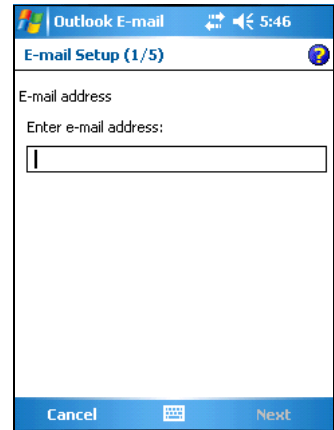 Outlook E-mail 5:46
E-mail Setup (1/5) ?
E-mail address
Enter e-mail address:
Cancel Next